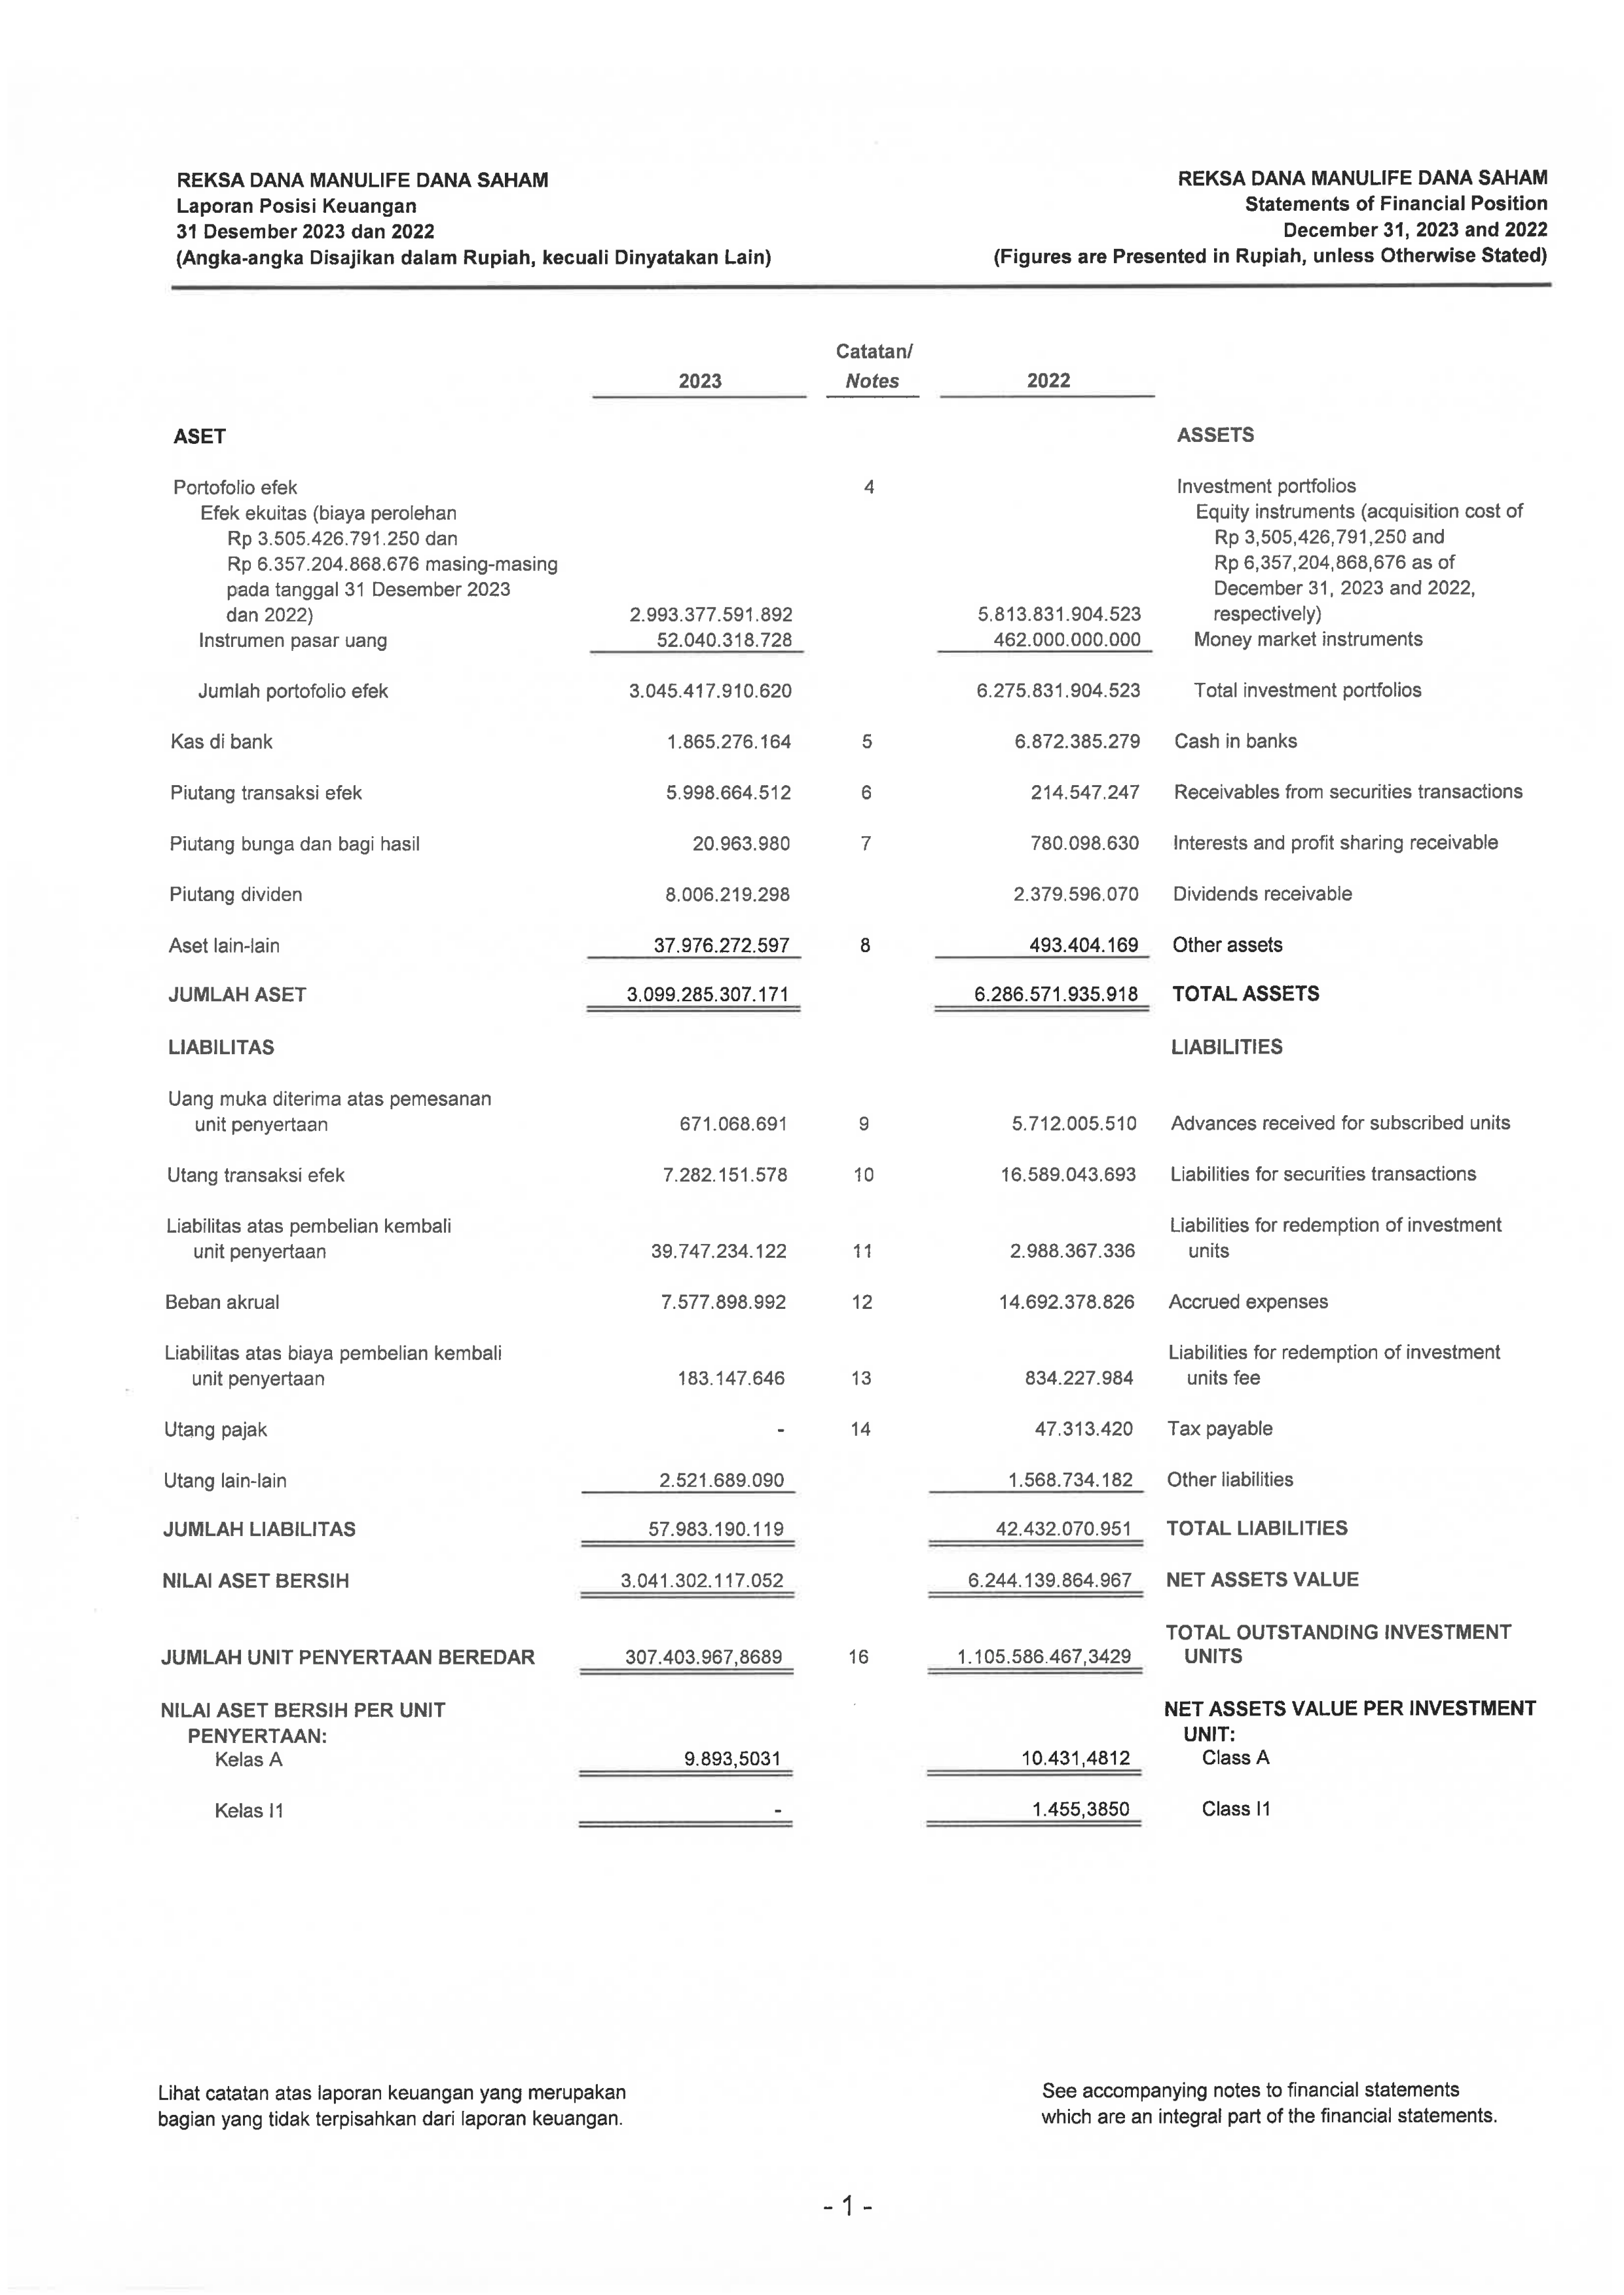 REKSA DANA MANULIFE DANA SAHAM
Laporan Posisi Keuangan
31 Desember 2023 dan 2022
(Angka-angka Disajikan dalam Rupiah, kecuali Dinyatakan Lain)
REKSA DANA MANULIFE DANA SAHAM
Statements of Financial Position
December 31, 2023 and 2022
(Figures are Presented in Rupiah, unless Otherwise Stated)
Catatan/
2023 Notes 2022
ASET ASSETS
Portofolio efek 4 Investment portfolios
Efek ekuitas (biaya perolehan Equity instruments (acquisition cost of
Rp 3.505.426.791.250 dan Rp 3,505,426,791,250 and
Rp 6.357.204.868.676 masing-masing Rp 6,357,204,868,676 as of
pada tanggal 31 Desember 2023 December 31, 2023 and 2022,
dan 2022) 2.993.377.591.892 5.813.831.904.523 respectively)
Instrumen pasar uang 52.040.318.728 462.000.000.000 Money market instruments
Jumlah portofolio efek 3.045.417.910.620 6.275.831.904.523 Total investment portfolios
Kas di bank 1.865.276.164 5 6.872.385.279 Cash in banks
Piutang transaksi efek 5.998.664.512 6 214.547.247 Receivables from securities transactions
Piutang bunga dan bagi hasil 20.963.980 7 780.098.630 Interests and profit sharing receivable
Piutang dividen 8.006.219.298 2.379.596.070 Dividends receivable
Aset lain-lain 37.976.272.597 8 493.404.169 Other assets
JUMLAH ASET 3.099.285.307.171 6.286.571.935.918 TOTAL ASSETS
LIABILITAS LIABILITIES
Uang muka diterima atas pemesanan
unit penyertaan 671.068.691 9 5.712.005.510 Advances received for subscribed units
Utang transaksi efek 7.282.151.578 10 16.589.043.693 Liabilities for securities transactions
Liabilitas atas pembelian kembali Liabilities for redemption of investment
unit penyertaan 39.747.234.122 11 2.988.367.336 units
Beban akrual 7.577.898.992 12 14.692.378.826 Accrued expenses
Liabilitas atas biaya pembelian kembali Liabilities for redemption of investment
unit penyertaan 183.147.646 13 834.227.984 units fee
Utang pajak - 14 47.313.420 Tax payable
Utang lain-lain 2.521.689.090 1.568.734.182 Other liabilities
JUMLAH LIABILITAS 57.983.190.119 42.432.070.951 TOTAL LIABILITIES
NILAI ASET BERSIH 3.041.302.117.052 6.244.139.864.967 NET ASSETS VALUE
TOTAL OUTSTANDING INVESTMENT
JUMLAH UNIT PENYERTAAN BEREDAR 307.403.967,8689 16 1.105.586.467,3429 UNITS
NILAI ASET BERSIH PER UNIT NET ASSETS VALUE PER INVESTMENT
PENYERTAAN: UNIT:
Kelas A 9.893,5031 10.431,4812 Class A
Kelas I1 - 1.455,3850 Class I1
Lihat catatan atas laporan keuangan yang merupakan
bagian yang tidak terpisahkan dari laporan keuangan.
See accompanying notes to financial statements
which are an integral part of the financial statements.
- 1 -